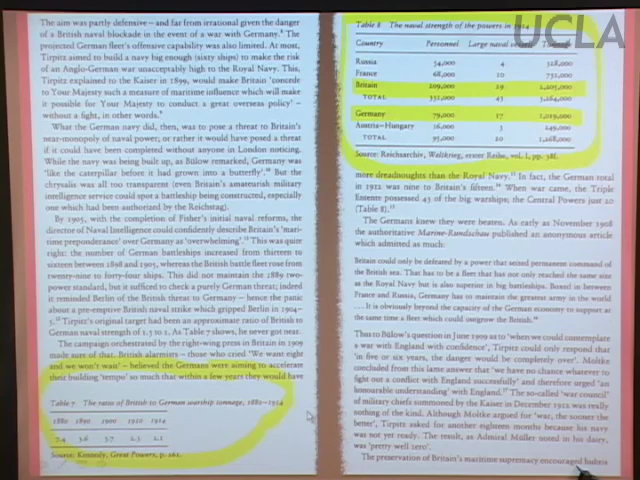 The aim was partly defensive – and far from irrational given the danger
of a British naval blockade in the event of war with Germany.⁸ The
projected German fleet's offensive capability was also limited. At most,
Tirpitz aimed to build a navy big enough (sixty ships) to make the risk
of an Anglo-German war unacceptably high to the Royal Navy. This,
Tirpitz explained to the Kaiser in 1899, would make Britain 'concede
to Your Majesty such a measure of maritime influence which will make
it possible for Your Majesty to conduct a great overseas policy' –
without a fight, in other words.⁹
What the German navy did, then, was to pose a threat to Britain's
near-monopoly of naval power; or rather it would have posed a threat
if it could have been completed without anyone in London noticing.
While the navy was being built up, as Bülow remarked, Germany was
'like the caterpillar before it had grown into a butterfly'.¹⁰ But the
chrysalis was all too transparent (even Britain's amateurish military
intelligence service could spot a battleship being constructed, especially
one which had been authorized by the Reichstag).
By 1905, with the completion of Fisher's initial naval reforms, the
director of Naval Intelligence could confidently describe Britain's 'mari-
time preponderance' over Germany as 'overwhelming'. This was quite
right: the number of German battleships increased from thirteen to
sixteen between 1898 and 1905, whereas the British battle fleet rose from
twenty-nine to forty-four ships. This did not maintain the 1889 two-
power standard, but it sufficed to check a purely German threat; indeed
it reminded Berlin of the British threat to Germany – hence the panic
about a pre-emptive British naval strike which gripped Berlin in 1904–
5. Tirpitz's original target had been an approximate ratio of British to
German naval strength of 1.5 to 1. As Table 7 shows, he never got near.
The campaign orchestrated by the right-wing press in Britain in 1909
made sure of that. British alarmists – those who cried 'We want eight
and we won't wait' – believed the Germans were aiming to accelerate
their building 'tempo' so much that within a few years they would have
Table 7 The ratio of British to German warship tonnage, 1880–1914
1880 1890 1900 1910 1914
7.4 3.6 3.7 2.3 2.1
Source: Kennedy, Great Powers, p. 261.
UCLA
Table 8 The naval strength of the powers in 1914
Country Personnel Large naval
Russia 54,000 4 328,000
France 68,000 10 731,000
Britain 209,000 29 2,205,000
TOTAL 331,000 43 3,264,000
Germany 79,000 17 1,019,000
Austria–Hungary 16,000 3 249,000
TOTAL 95,000 20 1,268,000
Source: Reichsarchiv, Weltkrieg, erster Reihe, vol. I, pp. 38f.
more dreadnoughts than the Royal Navy. In fact, the German total
in 1912 was nine to Britain's fifteen. When war came, the Triple
Entente possessed 43 of the big warships; the Central Powers just 20
(Table 8).
The Germans knew they were beaten. As early as November 1908
the authoritative Marine-Rundschau published an anonymous article
which admitted as much:
Britain could only be defeated by a power that seized permanent command of
the British sea. That has to be a fleet that has not only reached the same size
as the Royal Navy but is also superior in big battleships. Boxed in between
France and Russia, Germany has to maintain the greatest army in the world
. . . . It is obviously beyond the capacity of the German economy to support at
the same time a fleet which could outgrow the British.
Thus to Bülow's question in June 1909 as to 'when we could contemplate
a war with England with confidence', Tirpitz could only respond that
'in five or six years, the danger would be completely over'. Moltke
concluded from this lame answer that 'we have no chance whatever to
fight out a conflict with England successfully' and therefore urged 'an
honourable understanding' with England. The so-called 'war council'
of military chiefs summoned by the Kaiser in December 1912 was really
nothing of the kind. Although Moltke argued for 'war, the sooner the
better', Tirpitz asked for another eighteen months because his navy
was not yet ready. The result, as Admiral Müller noted in his diary,
was 'pretty well zero'.
The preservation of Britain's maritime supremacy encouraged hubris